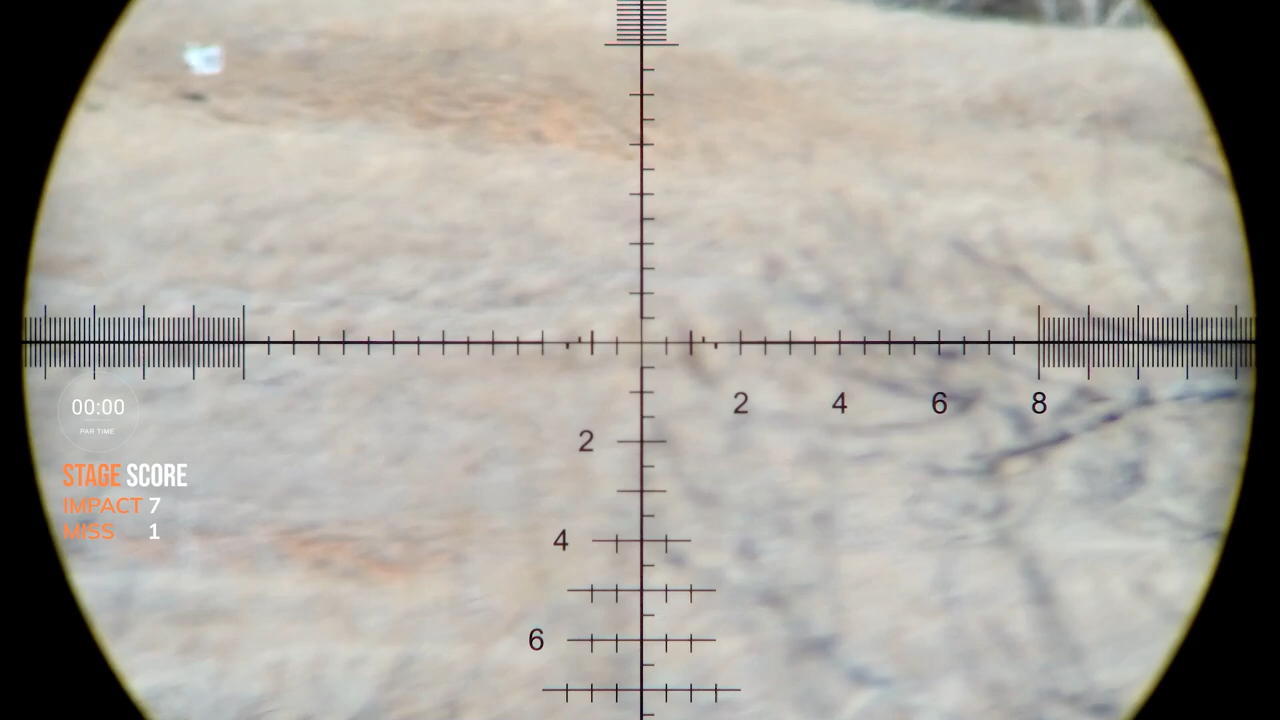 2 4 6 8
00:00
PAR TIME
2
STAGE SCORE
IMPACT 7
MISS 1
4
6